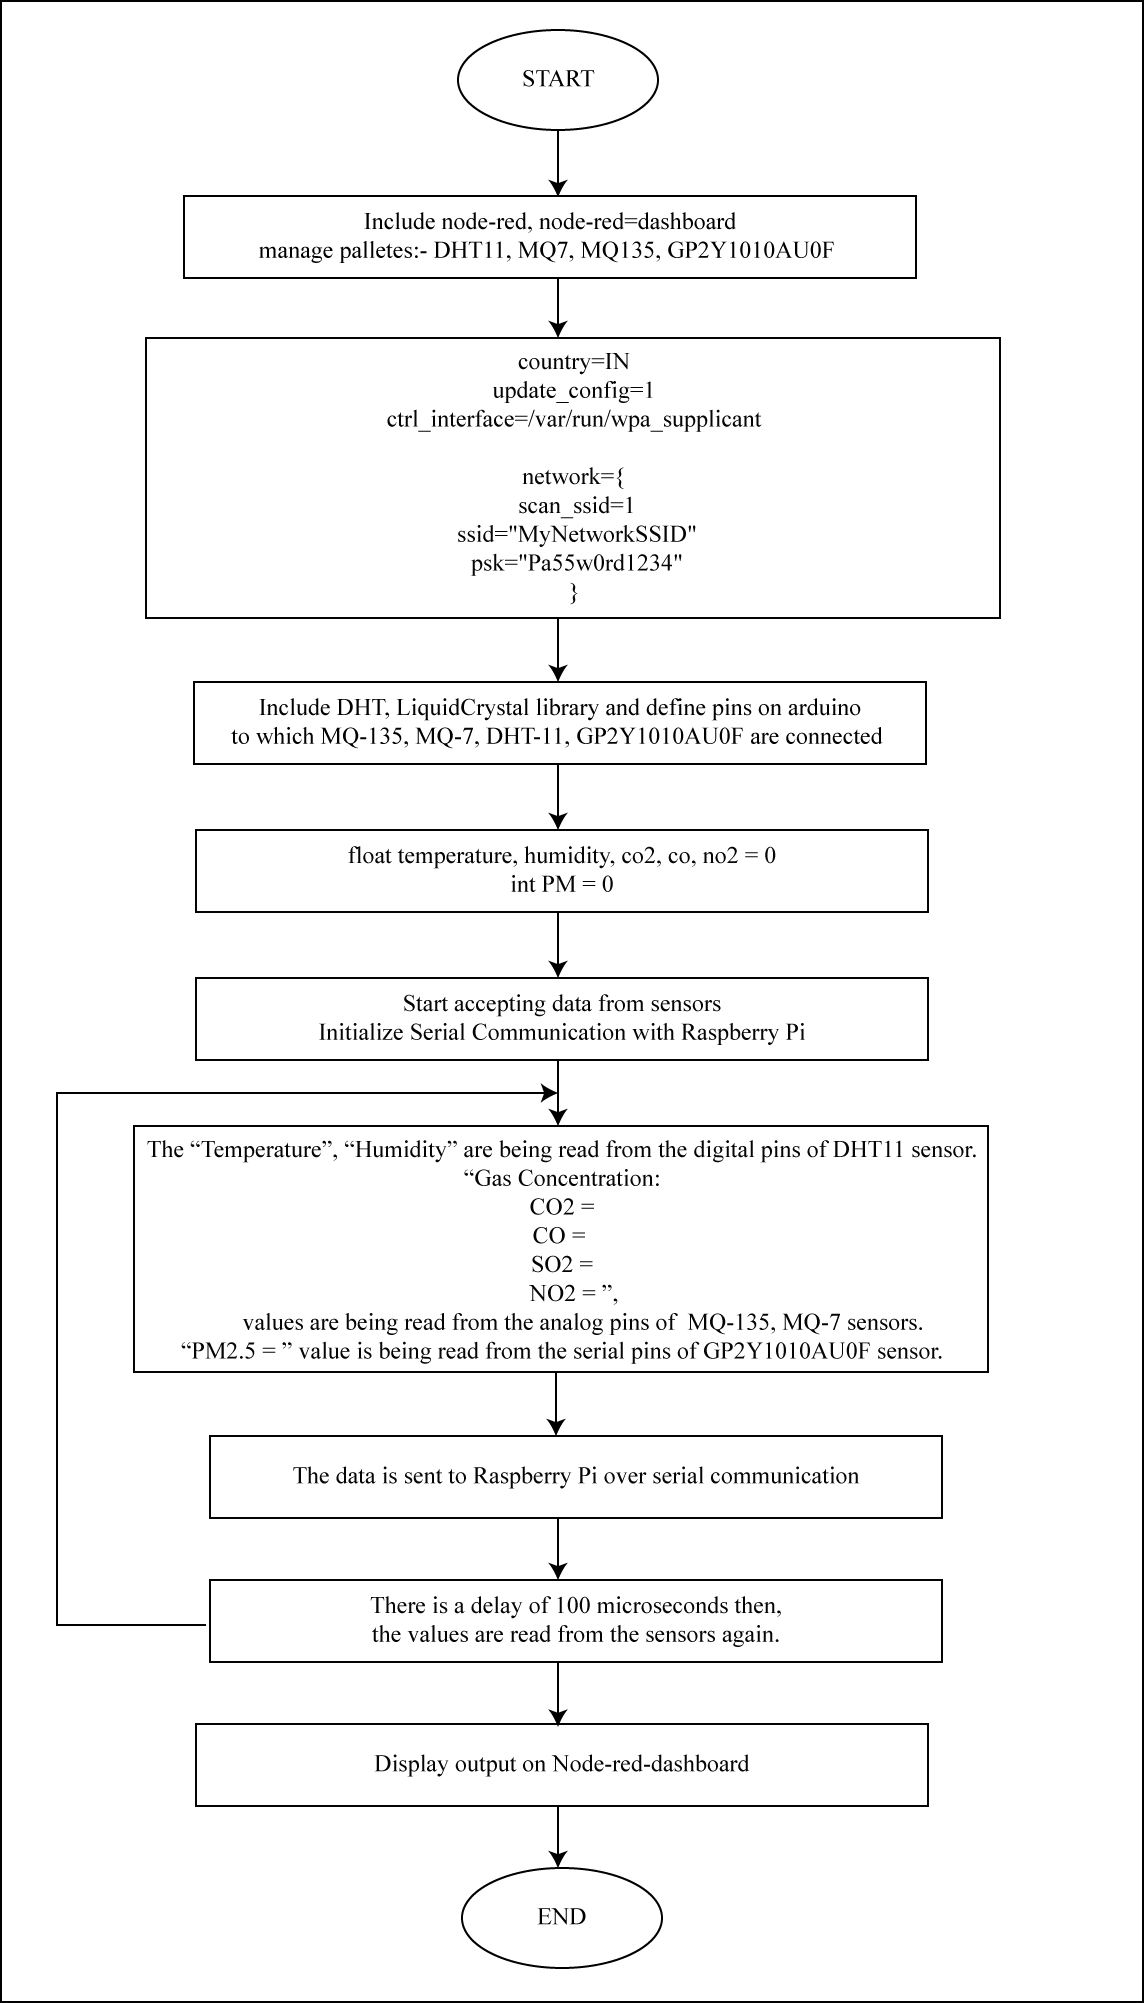 START
Include node-red, node-red=dashboard
manage palletes:- DHT11, MQ7, MQ135, GP2Y1010AU0F
country=IN
update_config=1
ctrl_interface=/var/run/wpa_supplicant
network={
scan_ssid=1
ssid="MyNetworkSSID"
psk="Pa55w0rd1234"
}
Include DHT, LiquidCrystal library and define pins on arduino
to which MQ-135, MQ-7, DHT-11, GP2Y1010AU0F are connected
float temperature, humidity, co2, co, no2 = 0
int PM = 0
Start accepting data from sensors
Initialize Serial Communication with Raspberry Pi
The “Temperature”, “Humidity” are being read from the digital pins of DHT11 sensor.
“Gas Concentration:
CO2 =
CO =
SO2 =
NO2 = ”,
values are being read from the analog pins of MQ-135, MQ-7 sensors.
“PM2.5 = ” value is being read from the serial pins of GP2Y1010AU0F sensor.
The data is sent to Raspberry Pi over serial communication
There is a delay of 100 microseconds then,
the values are read from the sensors again.
Display output on Node-red-dashboard
END